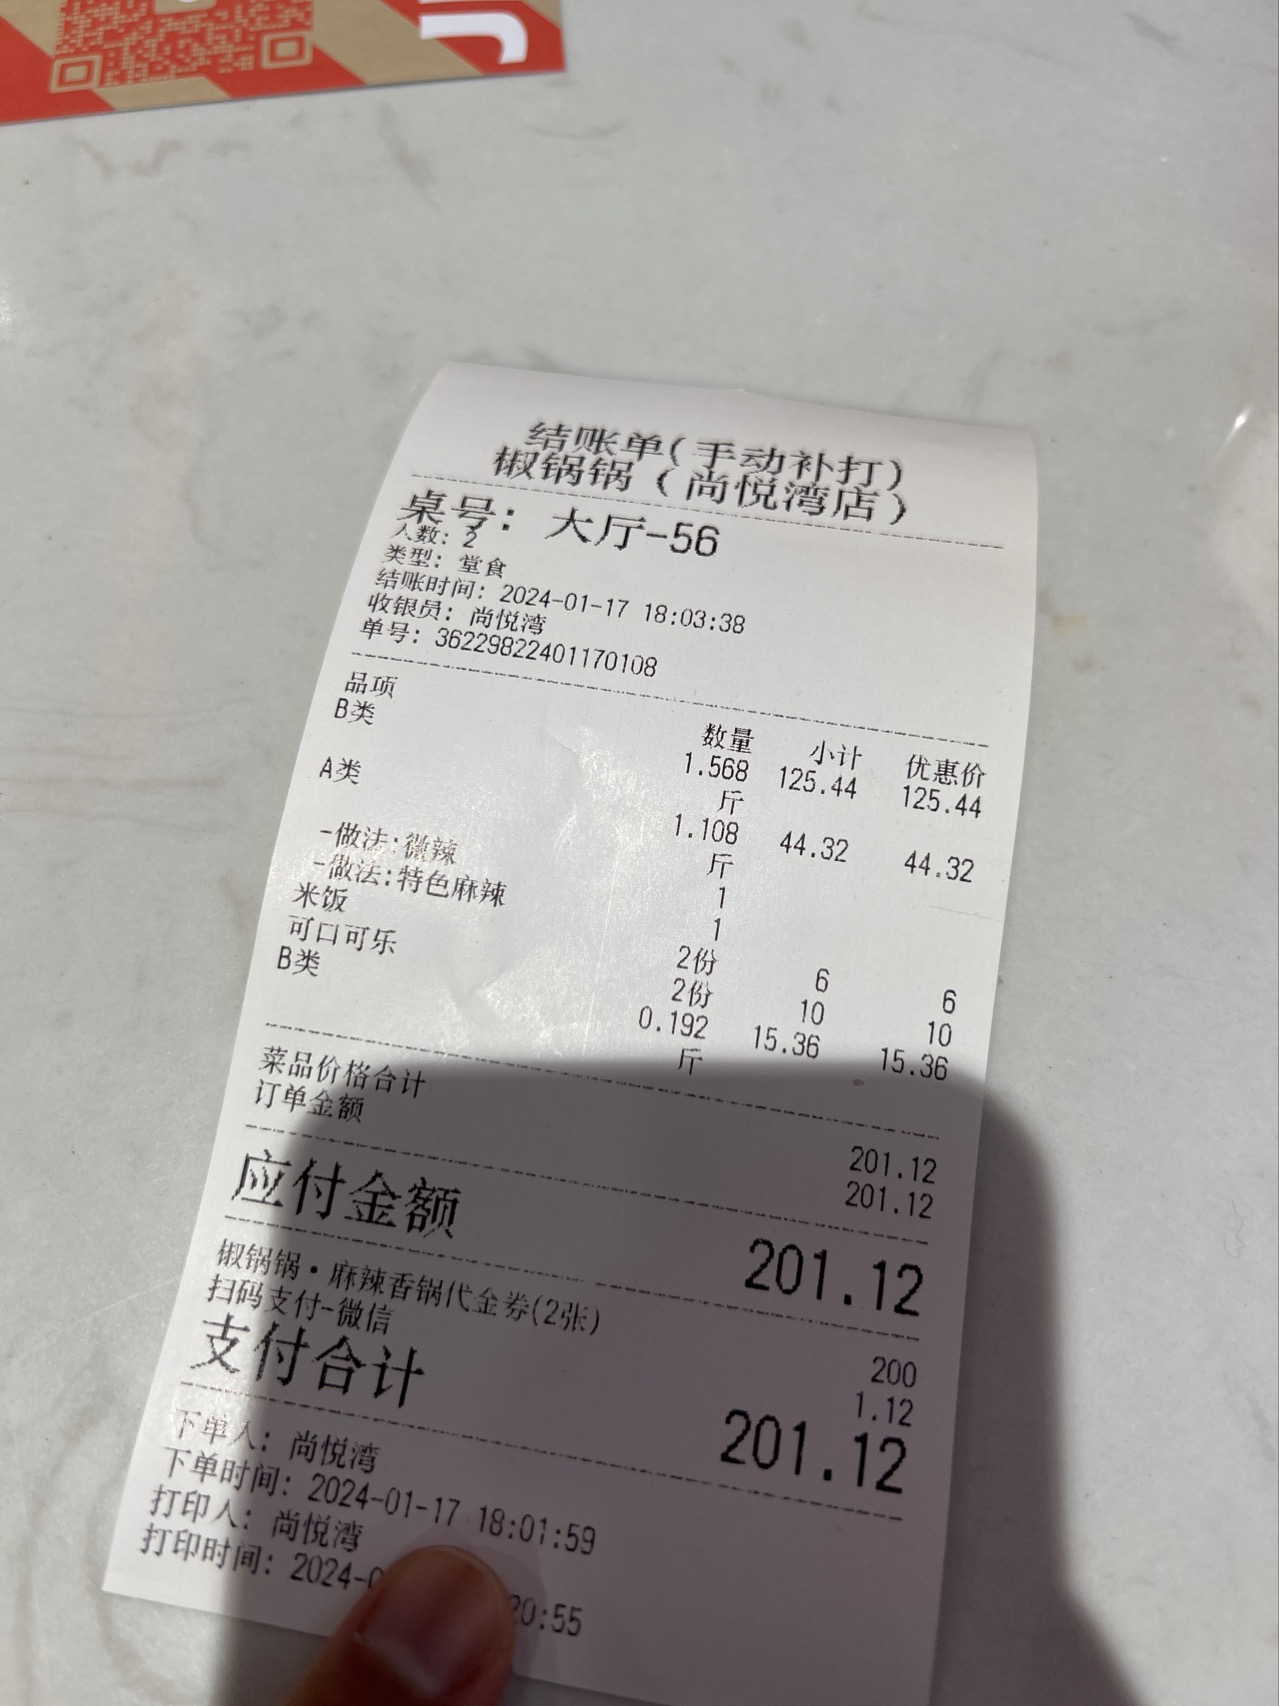 结账单(手动补打)
椒锅锅(尚悦湾店)
桌号: 大厅-56
人数: 2
类型: 堂食
结账时间: 2024-01-17 18:03:38
收银员: 尚悦湾
单号: 36229822401170108
品项 数量 小计 优惠价
B类 1.568 125.44 125.44
斤
A类 1.108 44.32 44.32
斤
-做法:微辣 1
-做法:特色麻辣 1
米饭 2份 6 6
可口可乐 2份 10 10
B类 0.192 15.36 15.36
斤
菜品价格合计 201.12
订单金额 201.12
应付金额 201.12
椒锅锅·麻辣香锅代金券(2张) 200
扫码支付-微信 1.12
支付合计 201.12
下单人: 尚悦湾
下单时间: 2024-01-17 18:01:59
打印人: 尚悦湾
打印时间: 2024-0 20:55